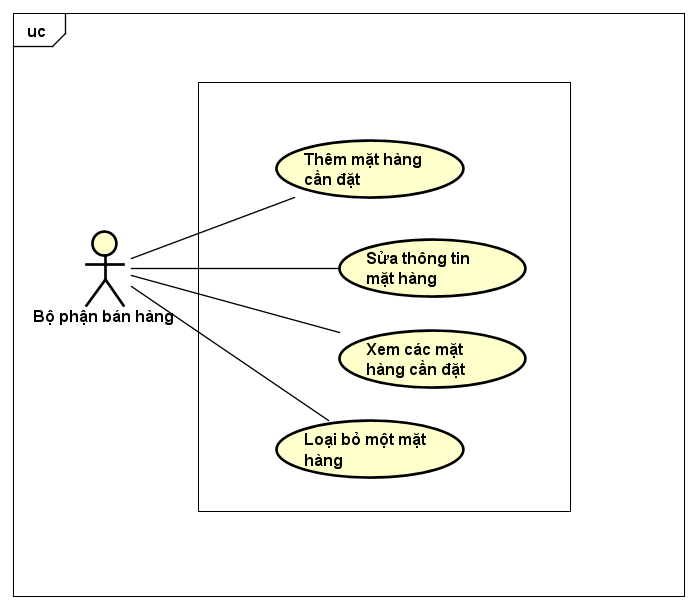 uc
Thêm mặt hàng
cần đặt
Sửa thông tin
mặt hàng
Bộ phận bán hàng
Xem các mặt
hàng cần đặt
Loại bỏ một mặt
hàng